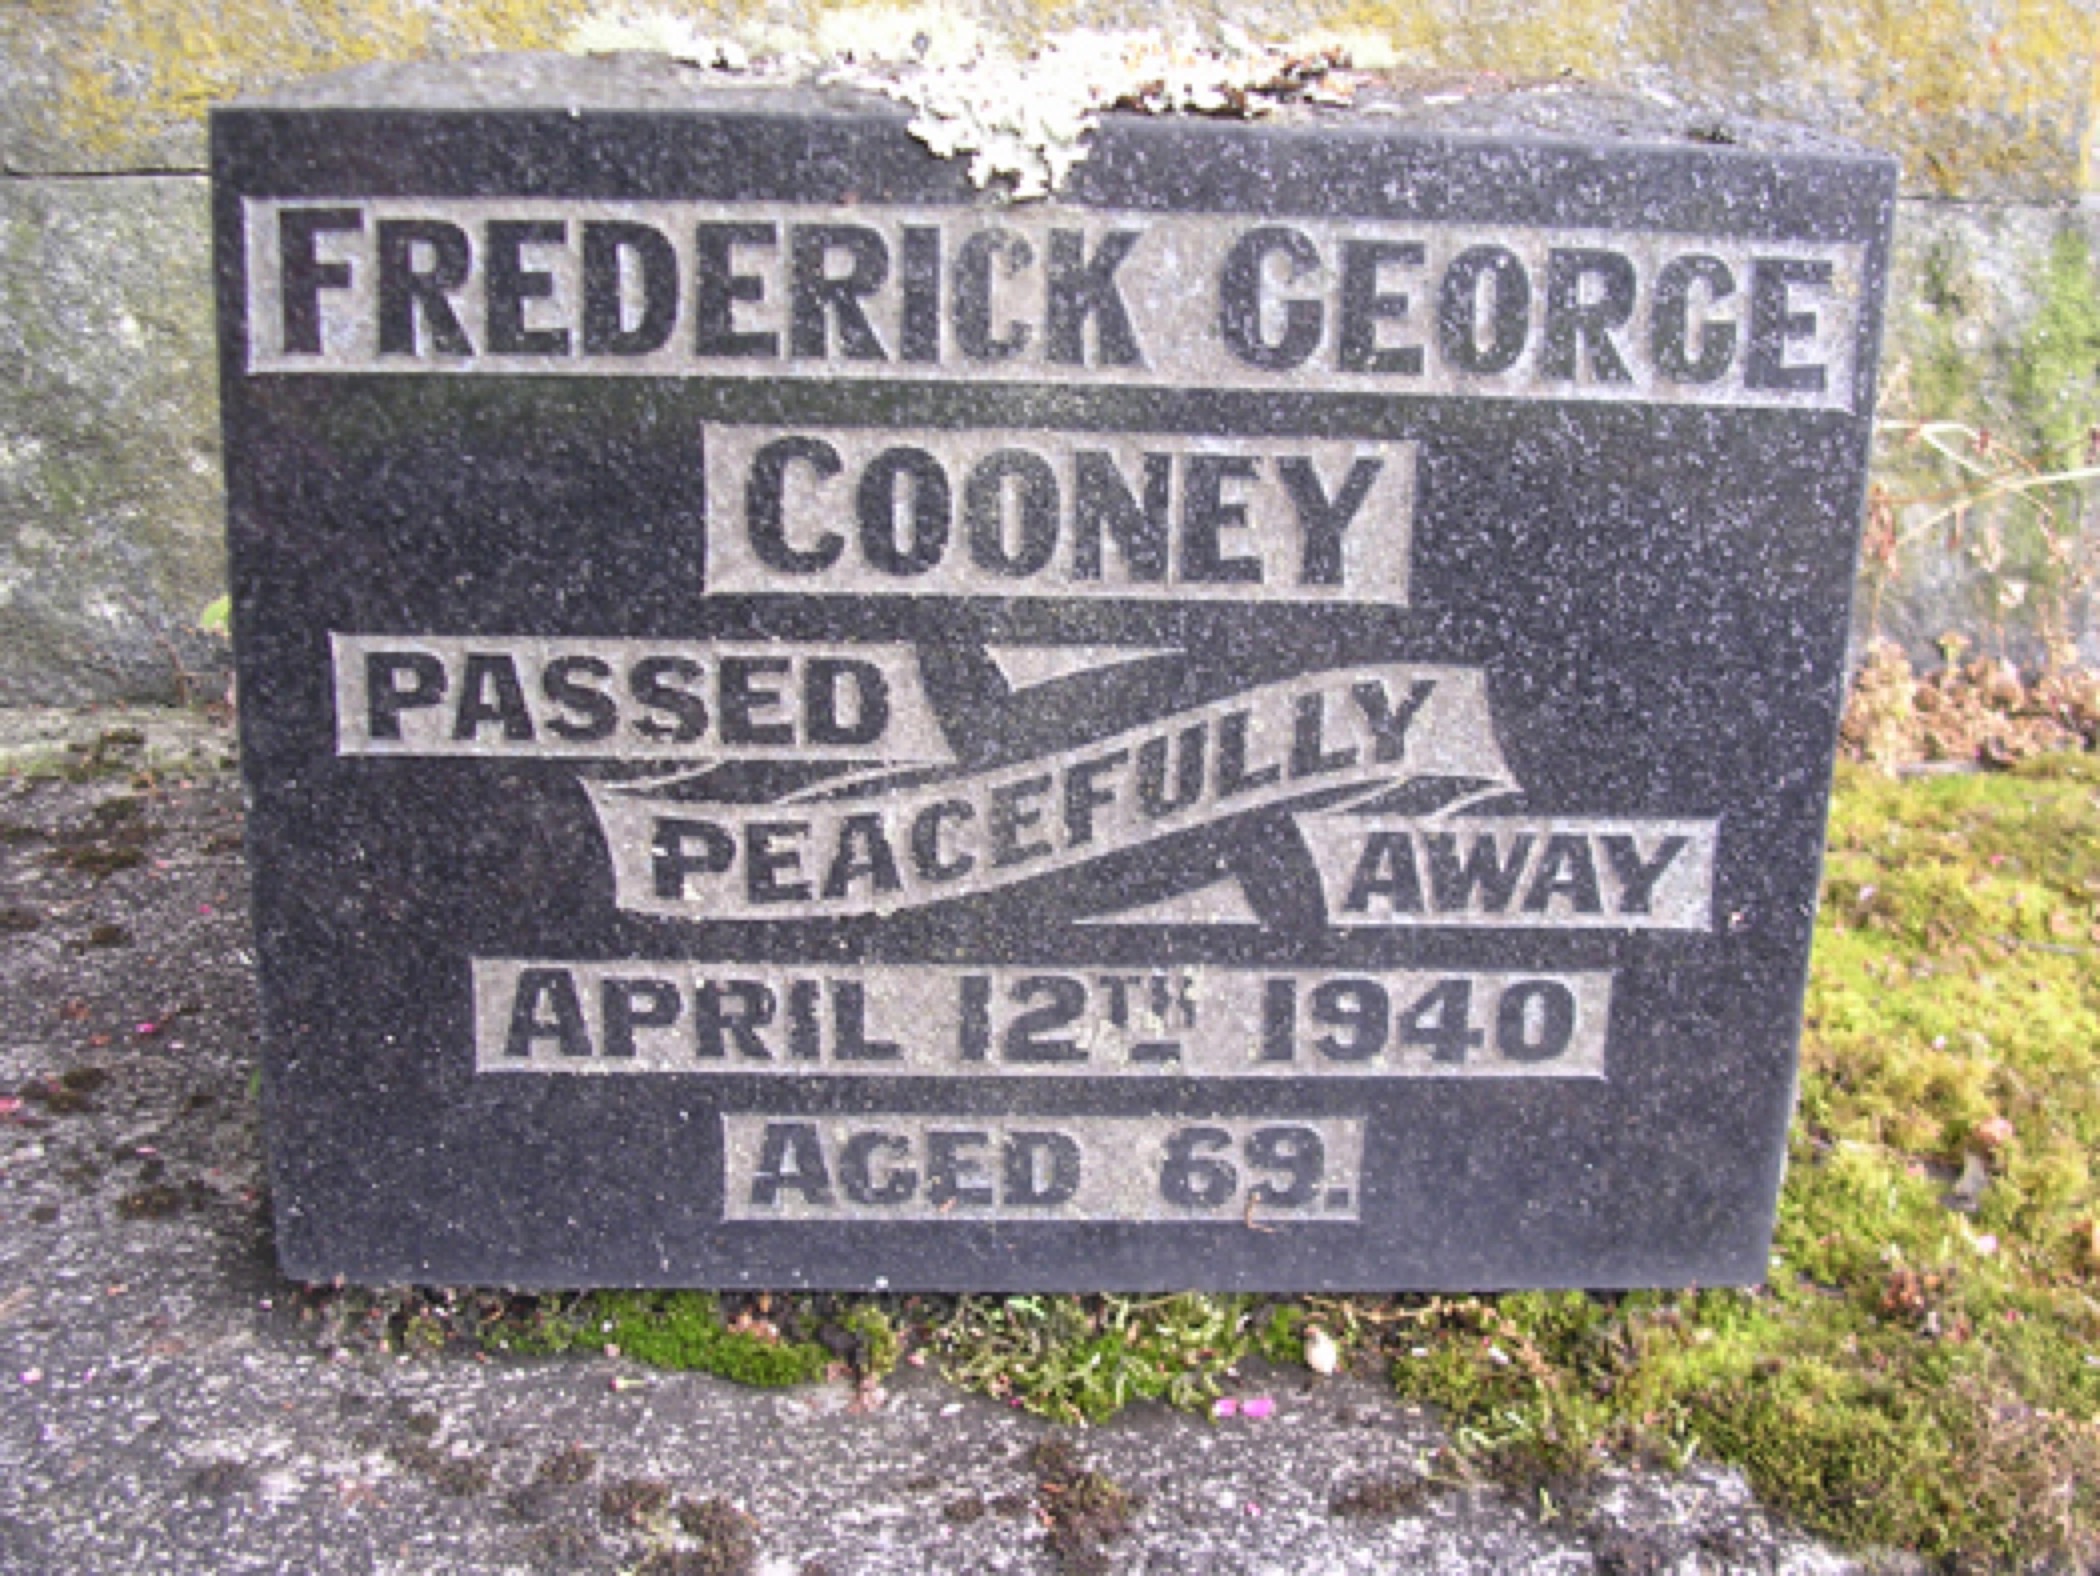 FREDERICK GEORGE
COONEY
PASSED
PEACEFULLY
AWAY
APRIL 12TH 1940
AGED 69.